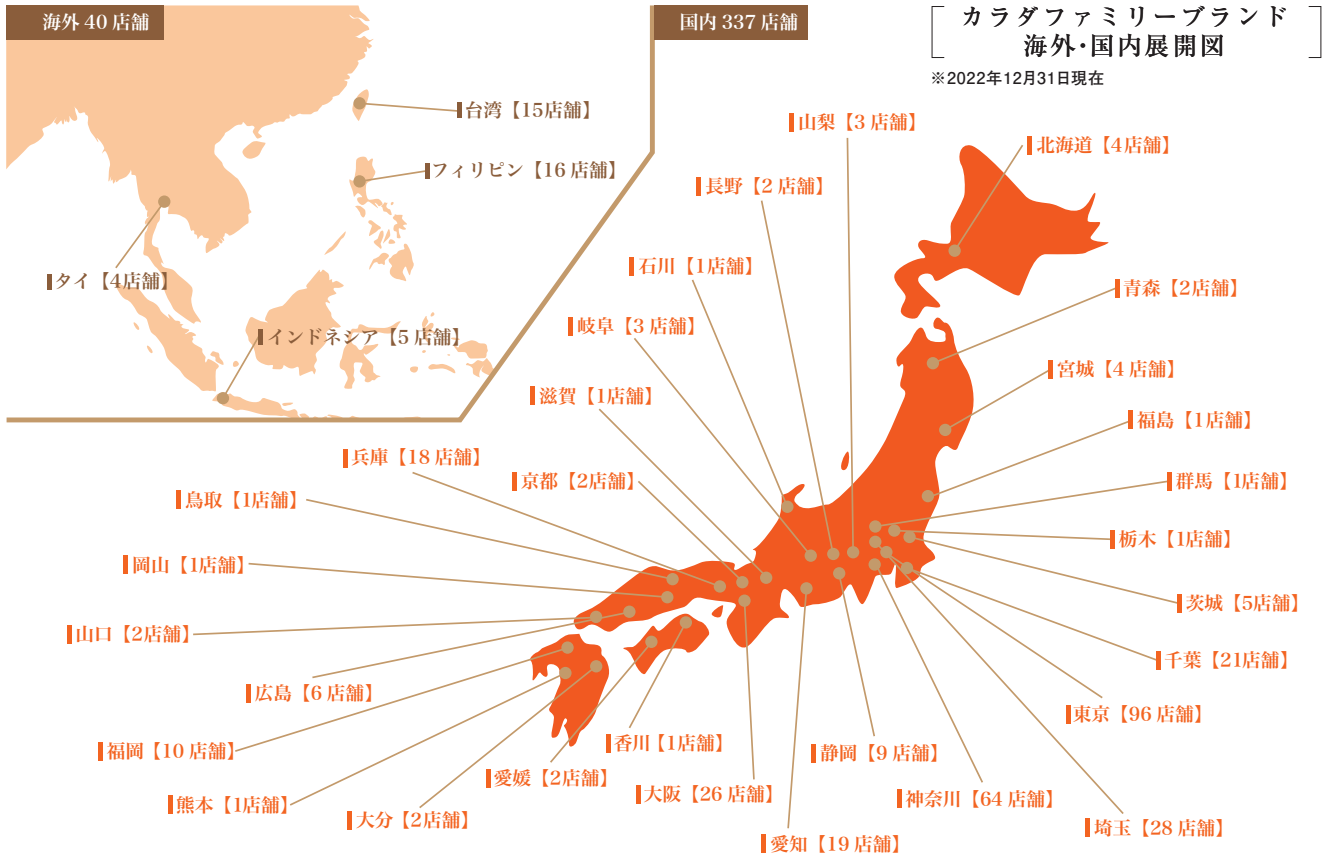 海外 40 店舗
国内 337 店舗
カラダファミリーブランド
海外・国内展開図
※2022年12月31日現在
台湾【15店舗】
フィリピン【16 店舗】
タイ【4店舗】
インドネシア【5 店舗】
山梨【3 店舗】
北海道【4店舗】
長野【2 店舗】
石川【1店舗】
青森【2店舗】
岐阜【3 店舗】
宮城【4 店舗】
滋賀【1店舗】
福島【1店舗】
兵庫【18 店舗】
京都【2店舗】
群馬【1店舗】
鳥取【1店舗】
栃木【1店舗】
岡山【1店舗】
茨城【5店舗】
山口【2店舗】
千葉【21店舗】
広島【6 店舗】
東京【96 店舗】
福岡【10 店舗】
香川【1店舗】
静岡【9 店舗】
愛媛【2店舗】
大阪【26 店舗】
神奈川【64 店舗】
熊本【1店舗】
大分【2店舗】
埼玉【28 店舗】
愛知【19 店舗】